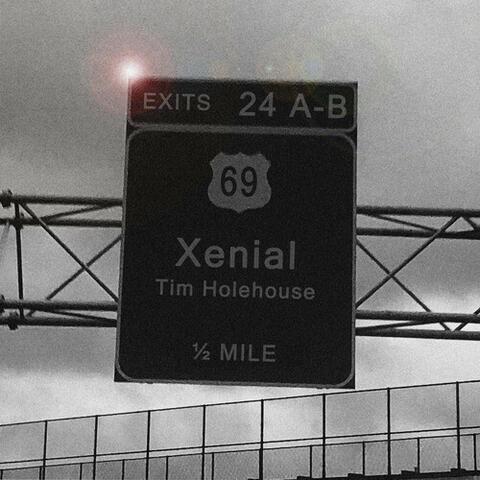 EXITS 24 A-B
69
Xenial
Tim Holehouse
½ MILE